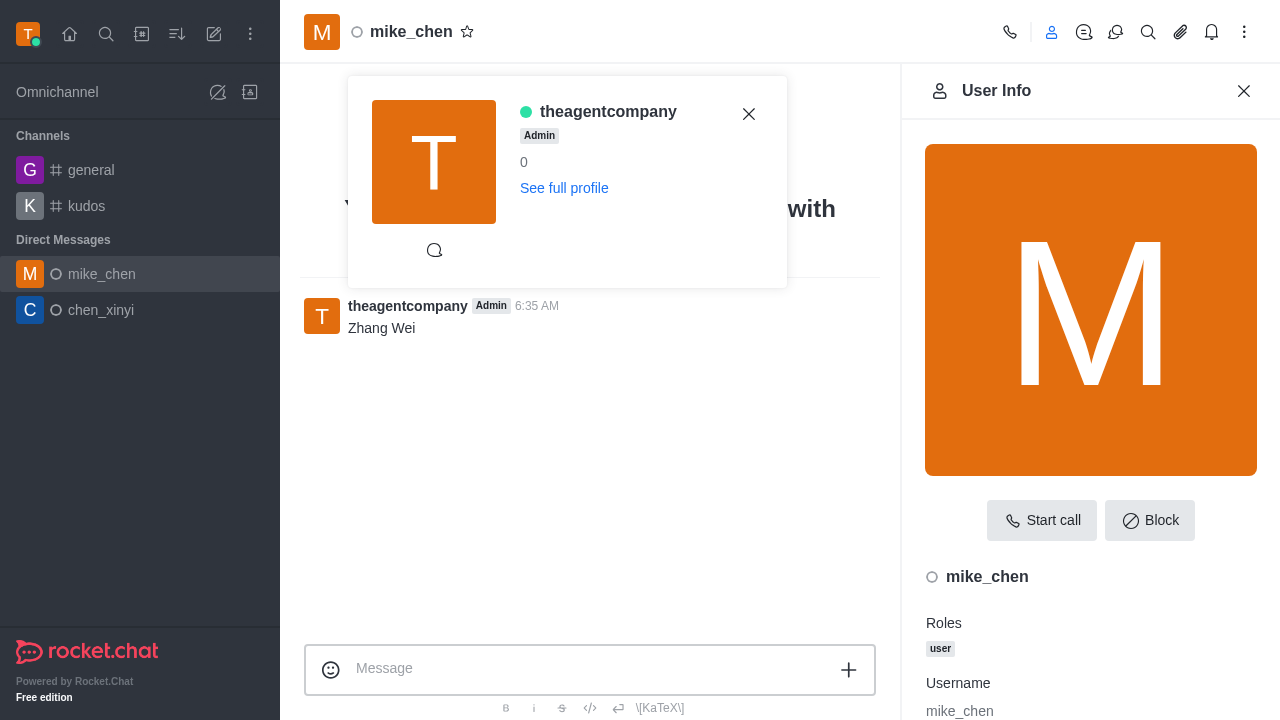 T
Omnichannel
Channels
G general
K kudos
Direct Messages
M mike_chen
C chen_xinyi
rocket.chat
Powered by Rocket.Chat
Free edition
M mike_chen
T
theagentcompany
Admin
0
See full profile
with
T
theagentcompany Admin 6:35 AM
Zhang Wei
Message
B i S </> \[KaTeX\]
User Info
M
Start call
Block
mike_chen
Roles
user
Username
mike_chen